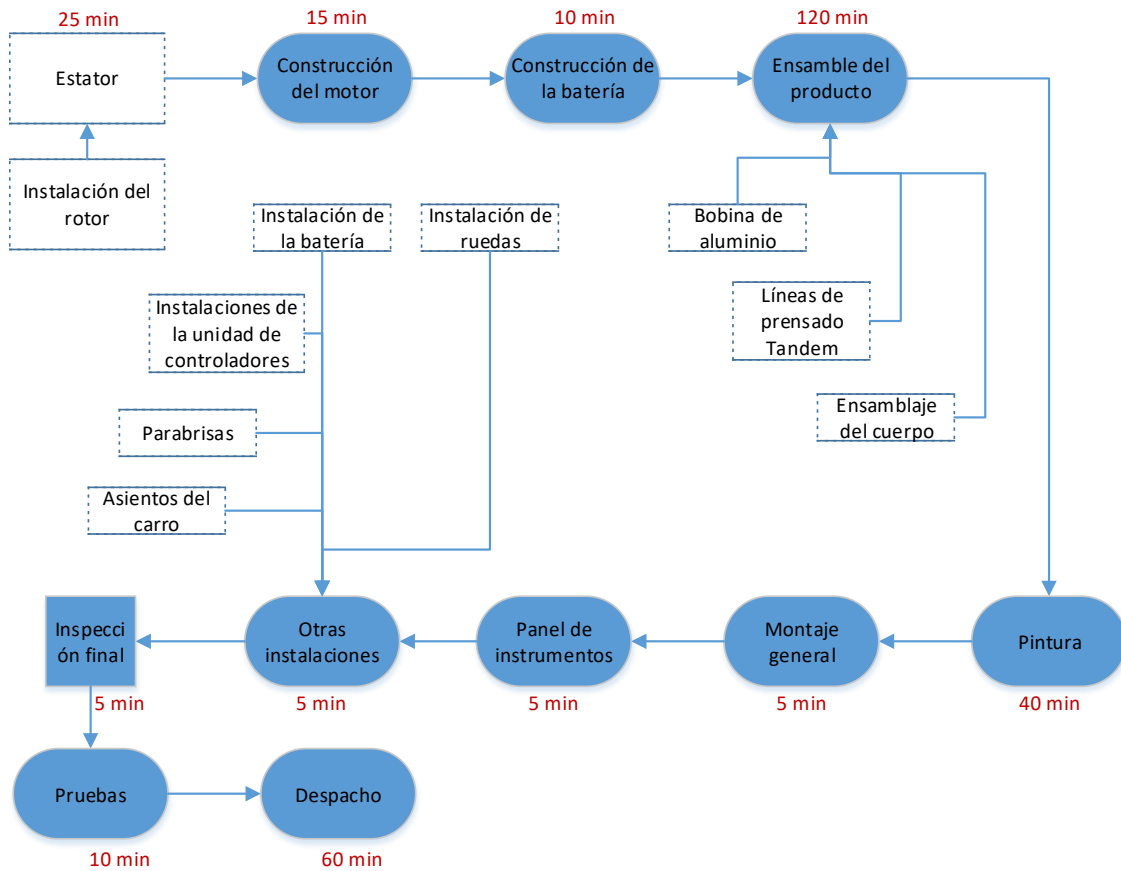 25 min
15 min
10 min
120 min
Estator
Construcción
del motor
Construcción de
la batería
Ensamble del
producto
Instalación del
rotor
Instalación de
la batería
Instalación de
ruedas
Bobina de
aluminio
Instalaciones de
la unidad de
controladores
Líneas de
prensado
Tandem
Parabrisas
Ensamblaje
del cuerpo
Asientos del
carro
Inspecci
ón final
Otras
instalaciones
Panel de
instrumentos
Montaje
general
Pintura
5 min
5 min
5 min
5 min
40 min
Pruebas
Despacho
10 min
60 min